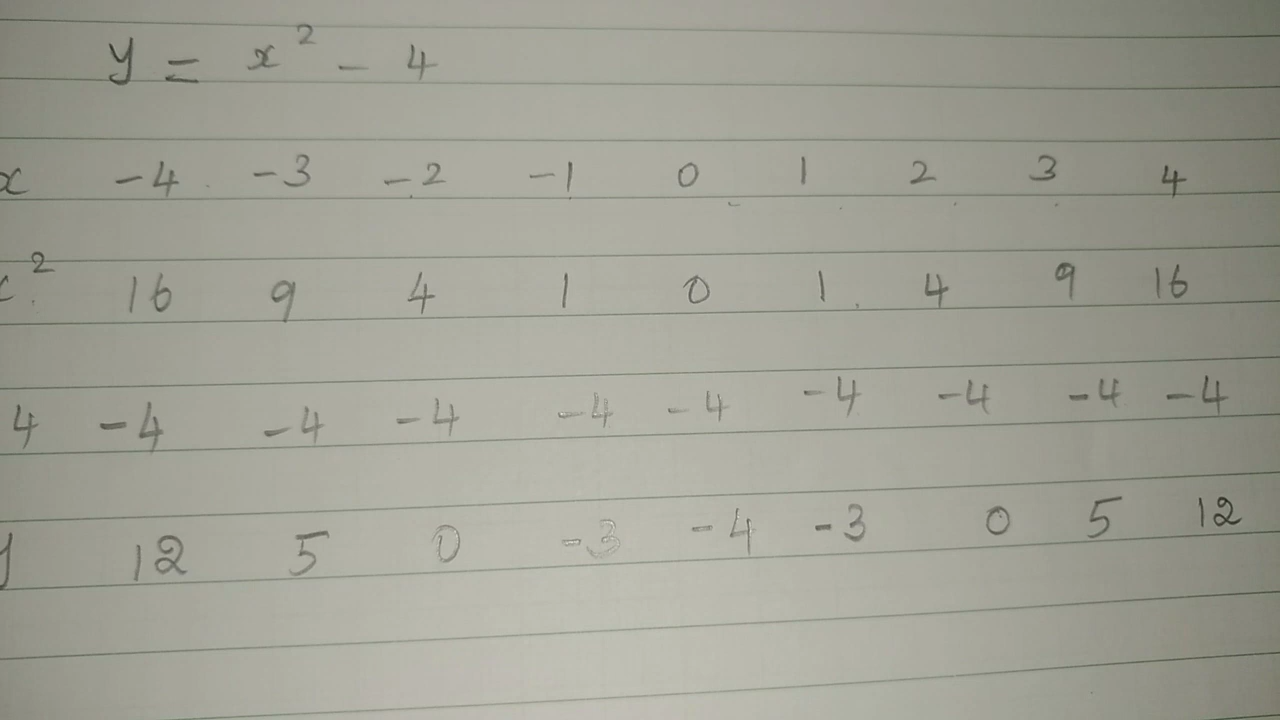 y = x² - 4
x -4 -3 -2 -1 0 1 2 3 4
x² 16 9 4 1 0 1 4 9 16
4 -4 -4 -4 -4 -4 -4 -4 -4 -4
y 12 5 0 -3 -4 -3 0 5 12